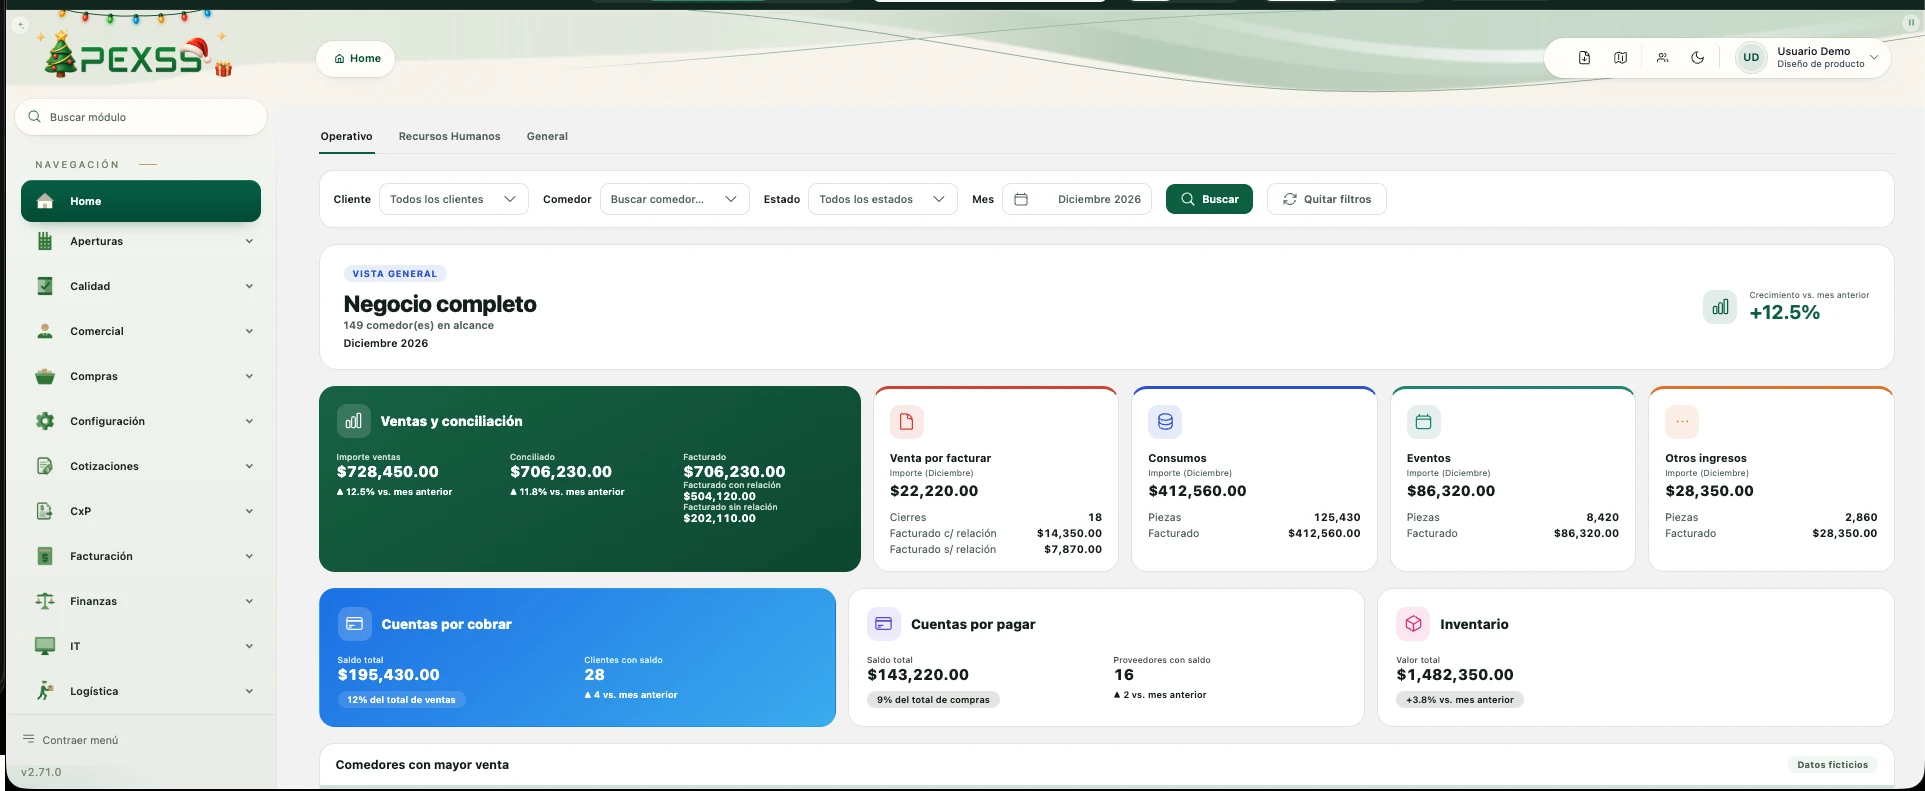 PEXSS
Home
Usuario Demo
Diseño de producto
UD
Buscar módulo
NAVEGACIÓN
Home
Aperturas
Calidad
Comercial
Compras
Configuración
Cotizaciones
CxP
Facturación
Finanzas
IT
Logística
Contraer menú
v2.71.0
Operativo
Recursos Humanos
General
Cliente
Todos los clientes
Comedor
Buscar comedor...
Estado
Todos los estados
Mes
Diciembre 2026
Buscar
Quitar filtros
VISTA GENERAL
Negocio completo
149 comedor(es) en alcance
Diciembre 2026
Crecimiento vs. mes anterior
+12.5%
Ventas y conciliación
Importe ventas
$728,450.00
▲ 12.5% vs. mes anterior
Conciliado
$706,230.00
▲ 11.8% vs. mes anterior
Facturado
$706,230.00
Facturado con relación
$504,120.00
Facturado sin relación
$202,110.00
Venta por facturar
Importe (Diciembre)
$22,220.00
Cierres 18
Facturado c/ relación $14,350.00
Facturado s/ relación $7,870.00
Consumos
Importe (Diciembre)
$412,560.00
Piezas 125,430
Facturado $412,560.00
Eventos
Importe (Diciembre)
$86,320.00
Piezas 8,420
Facturado $86,320.00
Otros ingresos
Importe (Diciembre)
$28,350.00
Piezas 2,860
Facturado $28,350.00
Cuentas por cobrar
Saldo total
$195,430.00
12% del total de ventas
Clientes con saldo
28
▲ 4 vs. mes anterior
Cuentas por pagar
Saldo total
$143,220.00
9% del total de compras
Proveedores con saldo
16
▲ 2 vs. mes anterior
Inventario
Valor total
$1,482,350.00
+3.8% vs. mes anterior
Comedores con mayor venta
Datos ficticios